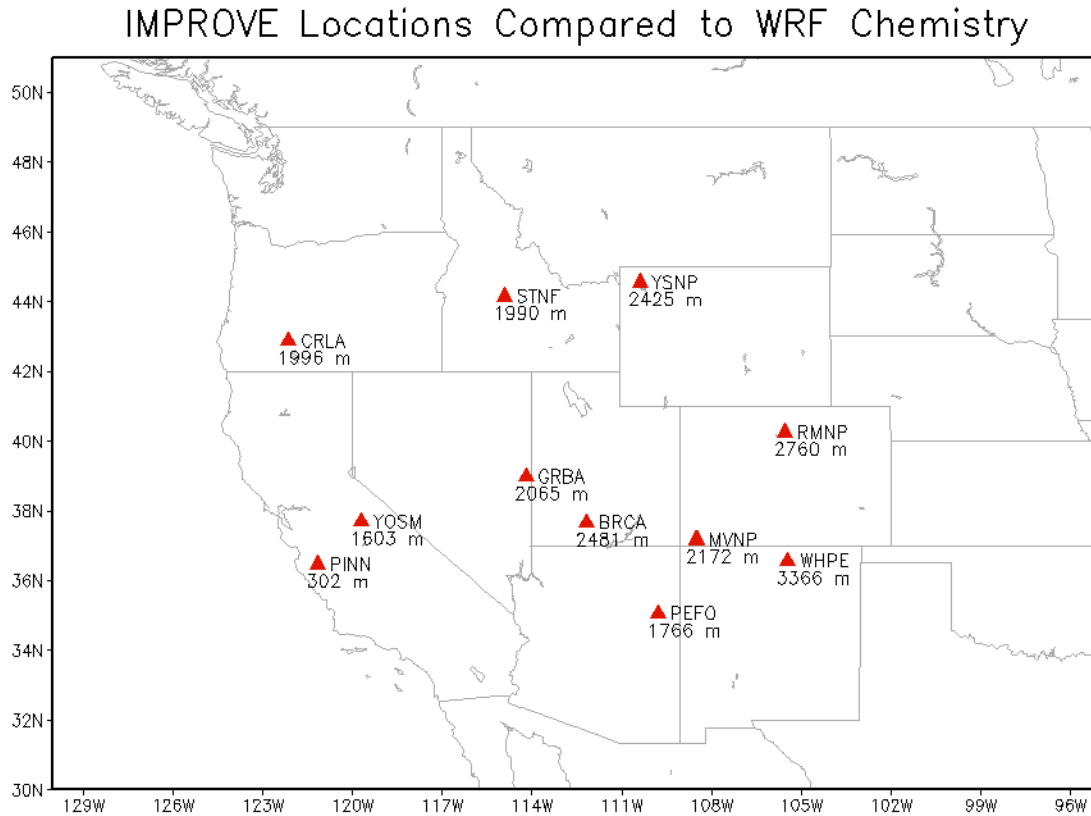 IMPROVE Locations Compared to WRF Chemistry
50N
48N
46N
44N
42N
40N
38N
36N
34N
32N
30N
YSNP
2425 m
STNF
1990 m
CRLA
1996 m
RMNP
2760 m
GRBA
2065 m
YOSM
1603 m
BRCA
2481 m
MVNP
2172 m
PINN
302 m
WHPE
3366 m
PEFO
1766 m
129W 126W 123W 120W 117W 114W 111W 108W 105W 102W 99W 96W